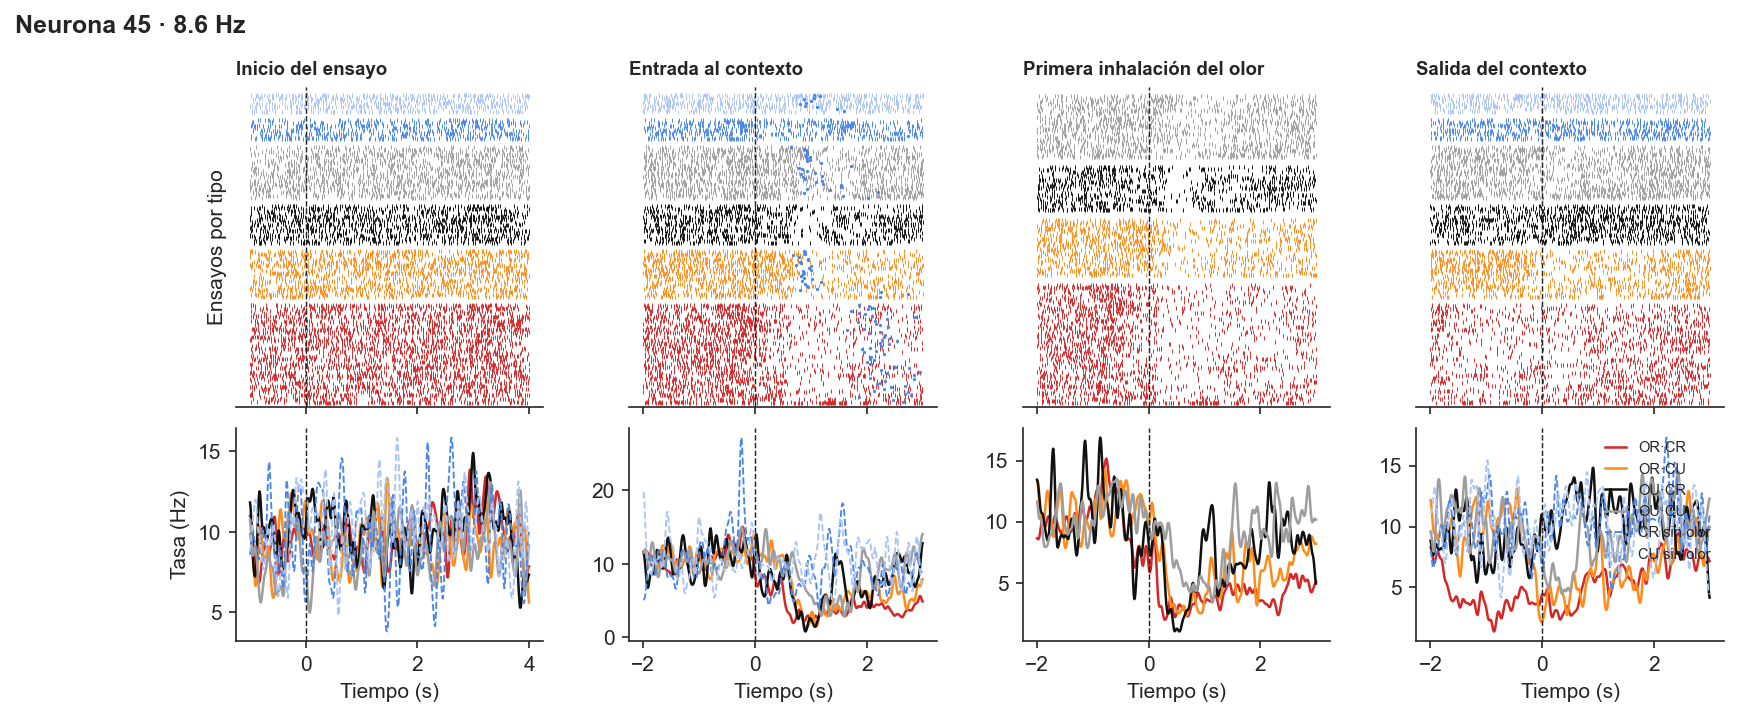 Neurona 45 · 8.6 Hz
Inicio del ensayo
Entrada al contexto
Primera inhalación del olor
Salida del contexto
Ensayos por tipo
0 2 4
−2 0 2
−2 0 2
−2 0 2
Tasa (Hz)
15
10
5
20
10
0
15
10
5
15
10
5
OR·CR
OR·CU
OU·CR
OU·CU
CR sin olor
CU sin olor
Tiempo (s)
Tiempo (s)
Tiempo (s)
Tiempo (s)